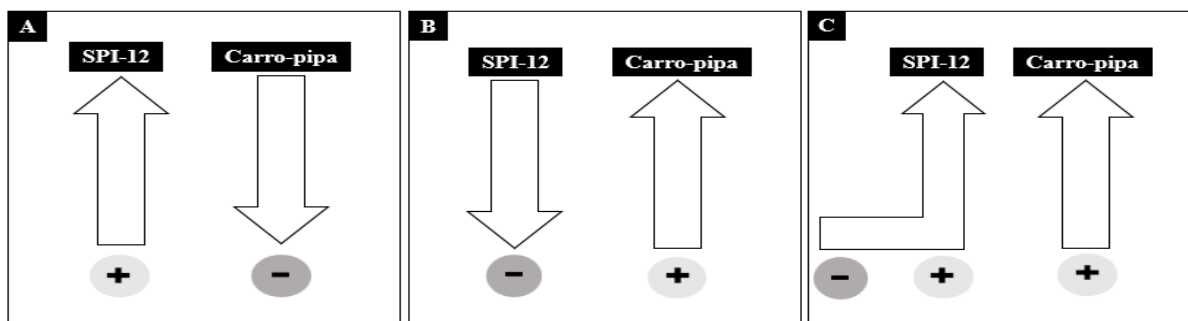 A
SPI-12 Carro-pipa
+ -
B
SPI-12 Carro-pipa
- +
C
SPI-12 Carro-pipa
- + +